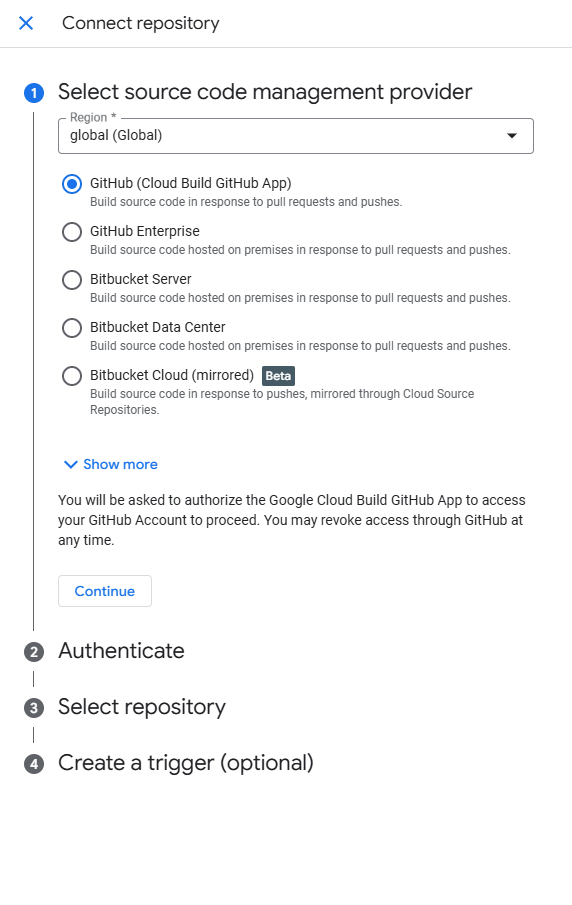 Connect repository
1 Select source code management provider
Region *
global (Global)
GitHub (Cloud Build GitHub App)
Build source code in response to pull requests and pushes.
GitHub Enterprise
Build source code hosted on premises in response to pull requests and pushes.
Bitbucket Server
Build source code hosted on premises in response to pull requests and pushes.
Bitbucket Data Center
Build source code hosted on premises in response to pull requests and pushes.
Bitbucket Cloud (mirrored) Beta
Build source code in response to pushes, mirrored through Cloud Source
Repositories.
Show more
You will be asked to authorize the Google Cloud Build GitHub App to access
your GitHub Account to proceed. You may revoke access through GitHub at
any time.
Continue
2 Authenticate
3 Select repository
4 Create a trigger (optional)